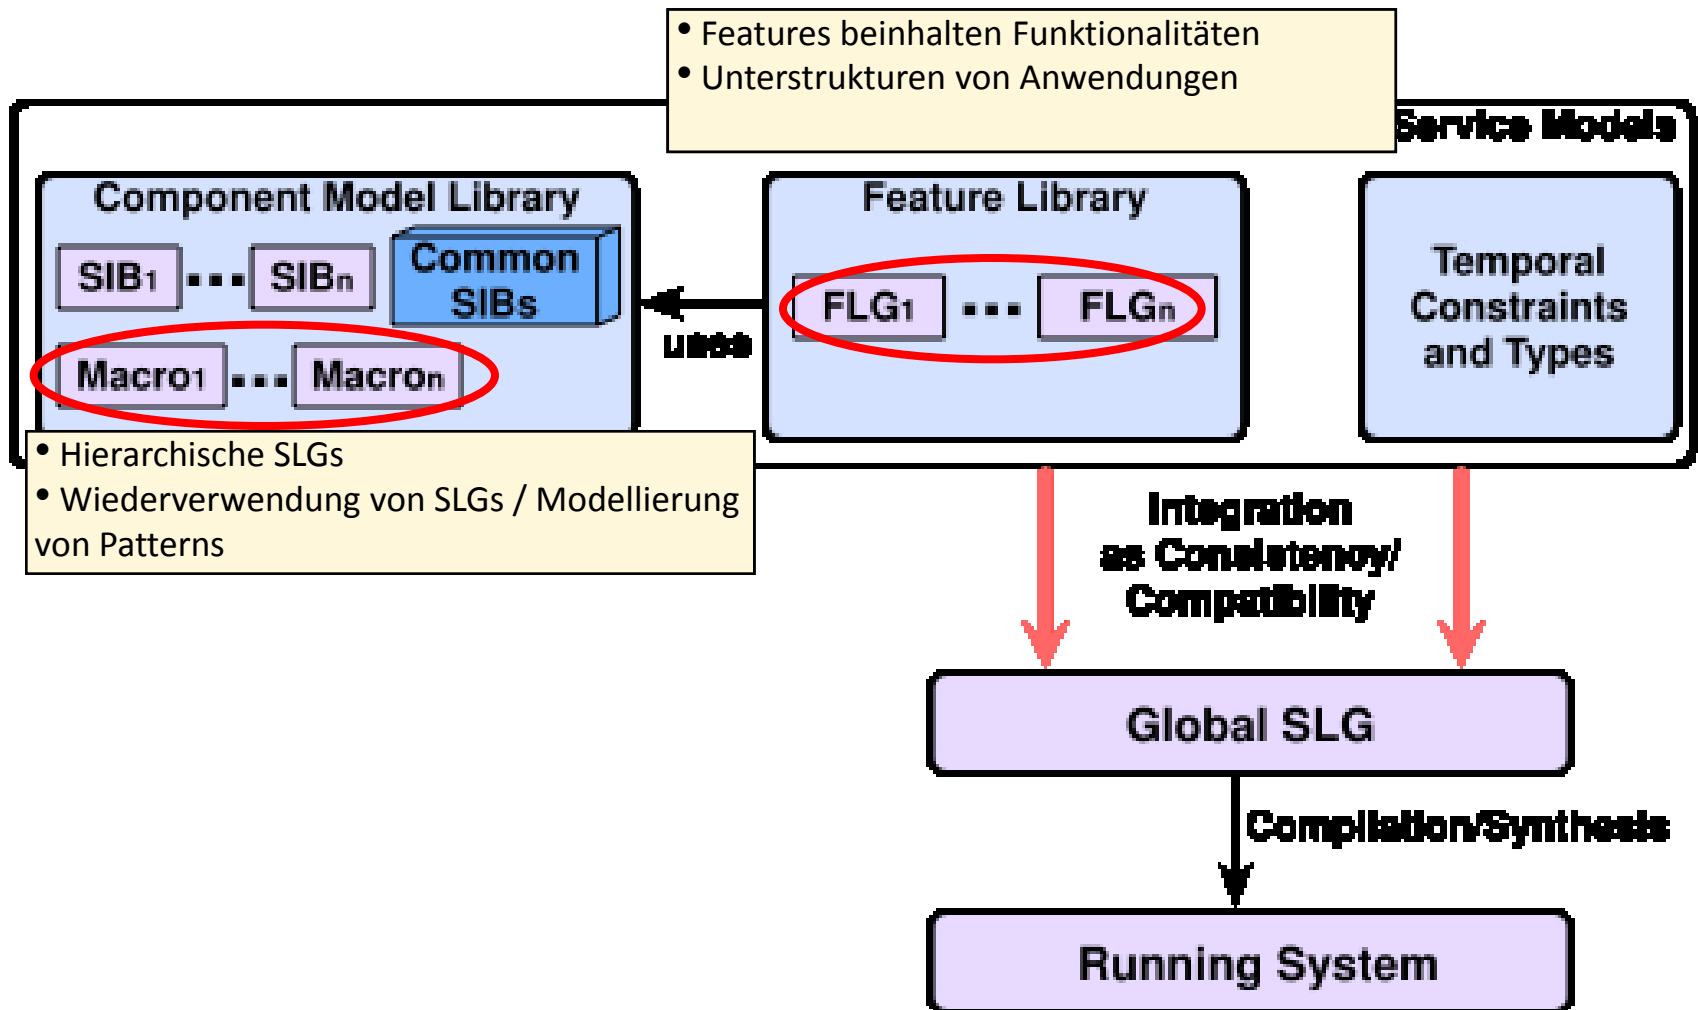 • Features beinhalten Funktionalitäten
• Unterstrukturen von Anwendungen
Service Models
Component Model Library
SIB1 ... SIBn
Common
SIBs
Macro1 ... Macron
uses
Feature Library
FLG1 ... FLGn
Temporal
Constraints
and Types
• Hierarchische SLGs
• Wiederverwendung von SLGs / Modellierung
von Patterns
Integration
as Consistency/
Compatibility
Global SLG
Compilation/Synthesis
Running System